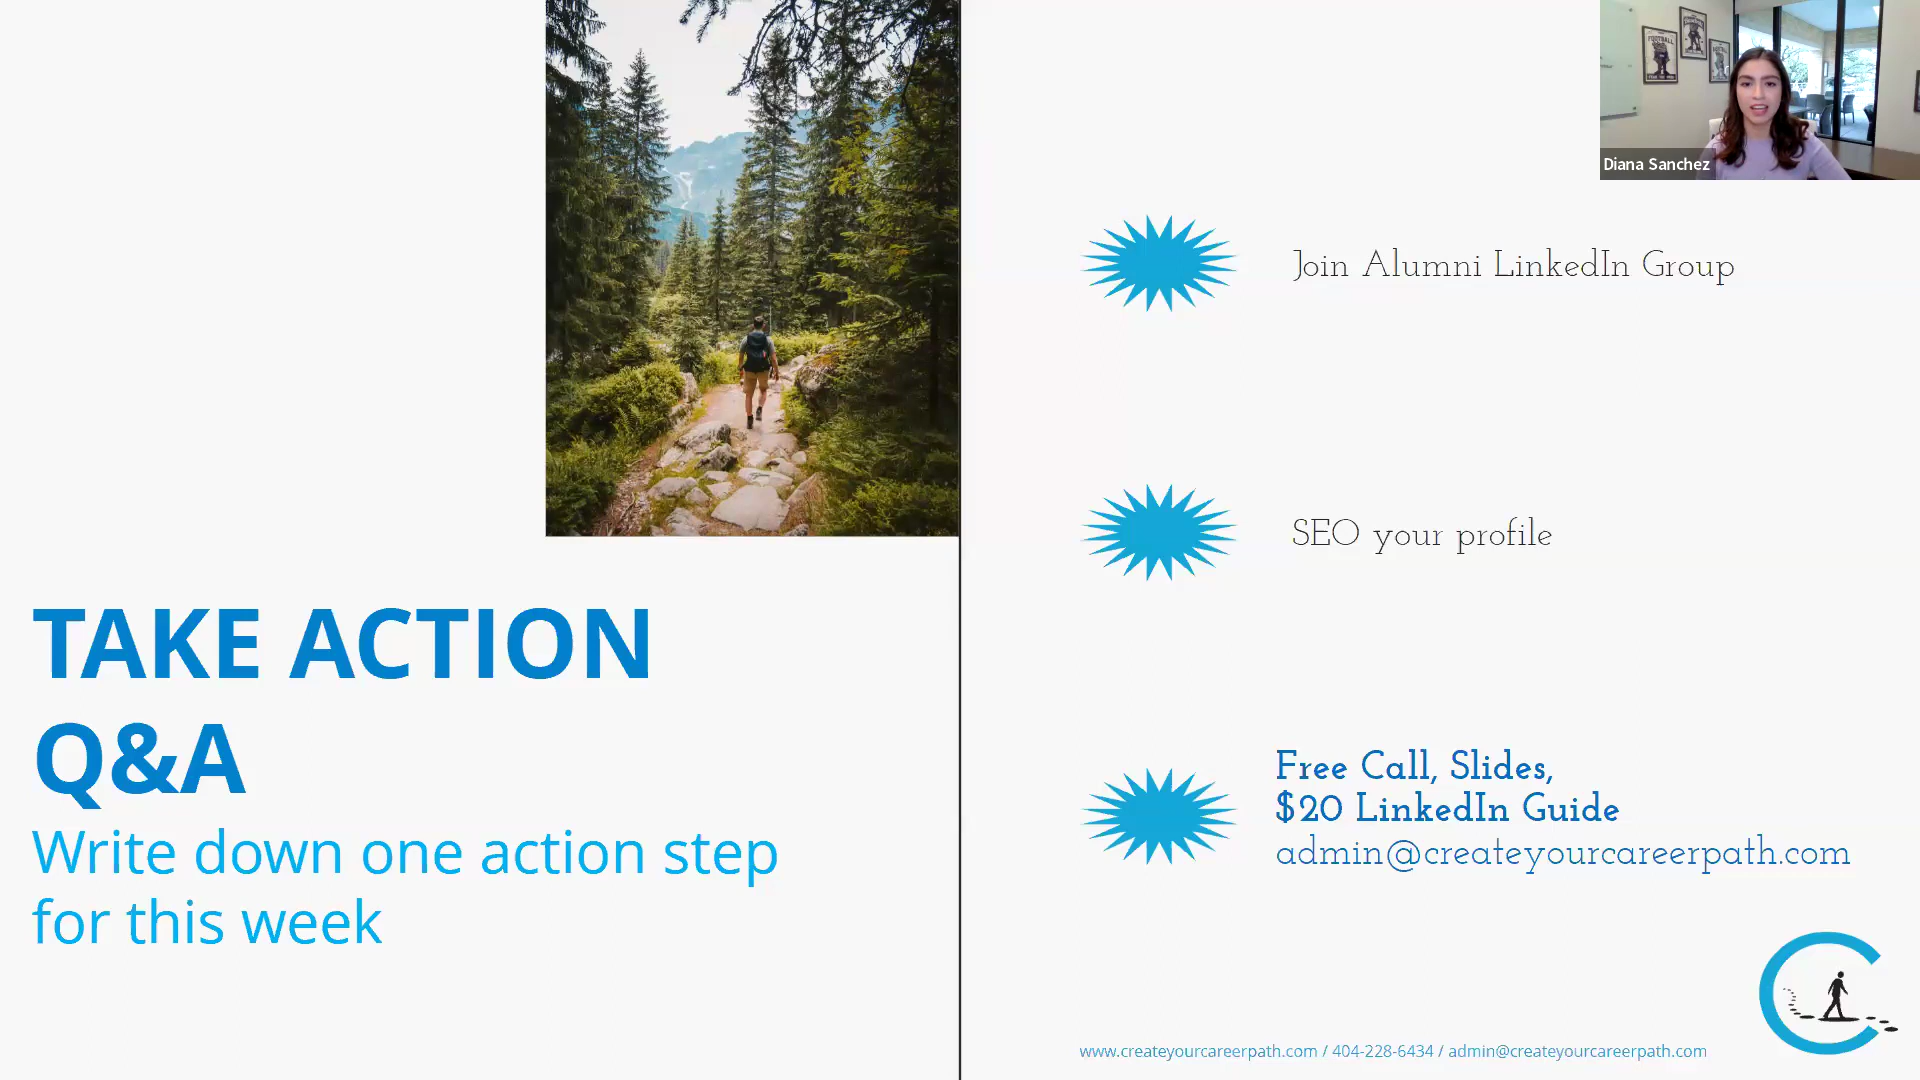 TAKE ACTION
Q&A
Write down one action step
for this week
Join Alumni LinkedIn Group
SEO your profile
Free Call, Slides,
$20 LinkedIn Guide
admin@createyourcareerpath.com
www.createyourcareerpath.com / 404-228-6434 / admin@createyourcareerpath.com
FOOTBALL
Diana Sanchez